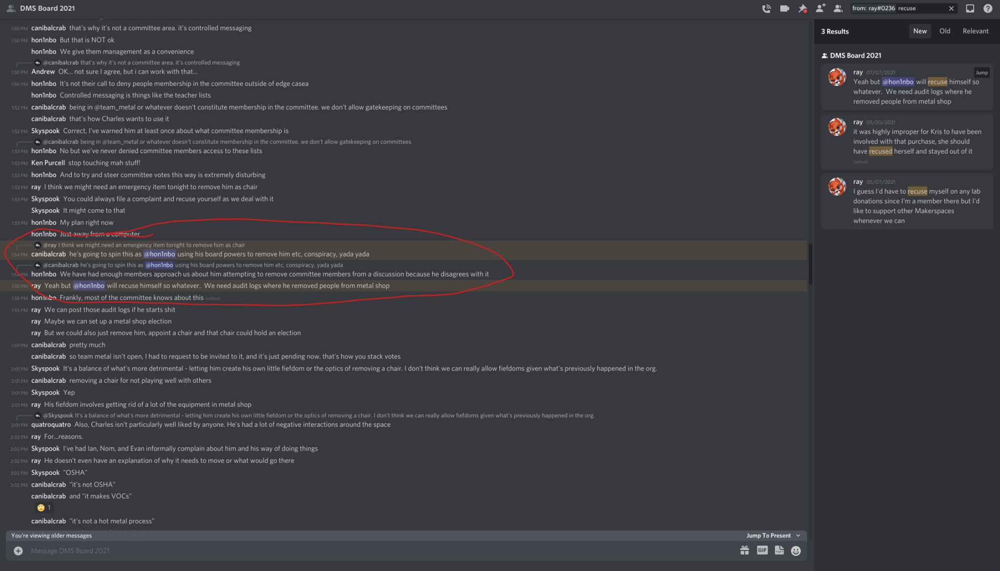 DMS Board 2021
from: ray#0236 recuse
1:50 PM canibalcrab that's why it's not a committee area. it's controlled messaging
1:50 PM hon1nbo But that is NOT ok
hon1nbo We give them management as a convenience
@canibalcrab that's why it's not a committee area. it's controlled messaging
1:50 PM Andrew OK... not sure I agree, but i can work with that...
1:50 PM hon1nbo It's not their call to deny people membership in the committee outside of edge casea
hon1nbo Controlled messaging is things like the teacher lists
1:52 PM canibalcrab being in @team_metal or whatever doesn't constitute membership in the committee. we don't allow gatekeeping on committees
canibalcrab that's how Charles wants to use it
1:52 PM Skyspook Correct, I've warned him at least once about what committee membership is
@canibalcrab being in @team_metal or whatever doesn't constitute membership in the committee. we don't allow gatekeeping on committees
1:53 PM hon1nbo No but we've never denied committee members access to these lists
1:53 PM Ken Purcell stop touching mah stuff!
1:53 PM hon1nbo And to try and steer committee votes this way is extremely disturbing
1:53 PM ray I think we might need an emergency item tonight to remove him as chair
1:53 PM Skyspook You could always file a complaint and recuse yourself as we deal with it
Skyspook It might come to that
1:53 PM hon1nbo My plan right now
hon1nbo Just away from a computer
@ray I think we might need an emergency item tonight to remove him as chair
1:54 PM canibalcrab he's going to spin this as @hon1nbo using his board powers to remove him etc, conspiracy, yada yada
@canibalcrab he's going to spin this as @hon1nbo using his board powers to remove him etc, conspiracy, yada yada
1:54 PM hon1nbo We have had enough members approach us about him attempting to remove committee members from a discussion because he disagrees with it
1:55 PM ray Yeah but @hon1nbo will recuse himself so whatever. We need audit logs where he removed people from metal shop
1:55 PM hon1nbo Frankly, most of the committee knows about this (edited)
1:55 PM ray We can post those audit logs if he starts shit
ray Maybe we can set up a metal shop election
ray But we could also just remove him, appoint a chair and that chair could hold an election
1:59 PM canibalcrab pretty much
canibalcrab so team metal isn't open, I had to request to be invited to it, and it's just pending now. that's how you stack votes
2:01 PM Skyspook It's a balance of what's more detrimental - letting him create his own little fiefdom or the optics of removing a chair. I don't think we can really allow fiefdoms given what's previously happened in the org.
2:01 PM canibalcrab removing a chair for not playing well with others
2:01 PM Skyspook Yep
2:01 PM ray His fiefdom involves getting rid of a lot of the equipment in metal shop
@Skyspook It's a balance of what's more detrimental - letting him create his own little fiefdom or the optics of removing a chair. I don't think we can really allow fiefdoms given what's previously happened in the org.
2:01 PM quatroquatro Also, Charles isn't particularly well liked by anyone. He's had a lot of negative interactions around the space
2:02 PM ray For...reasons.
2:02 PM Skyspook I've had Ian, Nom, and Evan informally complain about him and his way of doing things
2:02 PM ray He doesn't even have an explanation of why it needs to move or what would go there
2:02 PM Skyspook "OSHA"
2:02 PM canibalcrab "it's not OSHA"
canibalcrab and "it makes VOCs"
1
canibalcrab "it's not a hot metal process"
You're viewing older messages
Jump To Present
Message DMS Board 2021
GIF
3 Results
New
Old
Relevant
DMS Board 2021
ray 07/07/2021
Jump
Yeah but @hon1nbo will recuse himself so
whatever. We need audit logs where he
removed people from metal shop
ray 05/20/2021
it was highly improper for Kris to have been
involved with that purchase, she should
have recused herself and stayed out of it
(edited)
ray 05/07/2021
I guess I'd have to recuse myself on any lab
donations since I'm a member there but I'd
like to support other Makerspaces
whenever we can